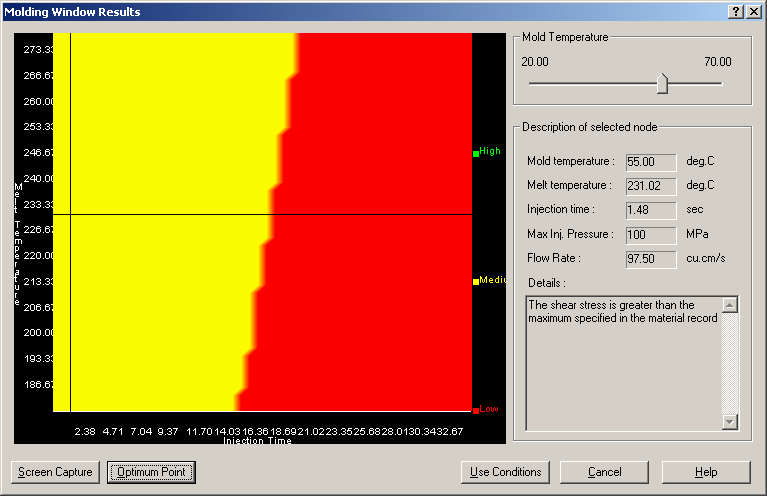 Molding Window Results
273.33
266.67
260.00
253.33
246.67
240.00
233.33
226.67
220.00
213.33
206.67
200.00
193.33
186.67
Melt Temperature
2.38 4.71 7.04 9.37 11.70 14.03 16.36 18.69 21.02 23.35 25.68 28.01 30.34 32.67
Injection Time
High
Mediu
Low
Mold Temperature
20.00 70.00
Description of selected node
Mold temperature : 55.00 deg.C
Melt temperature : 231.02 deg.C
Injection time : 1.48 sec
Max Inj. Pressure : 100 MPa
Flow Rate : 97.50 cu.cm/s
Details :
The shear stress is greater than the
maximum specified in the material record
Screen Capture Optimum Point Use Conditions Cancel Help